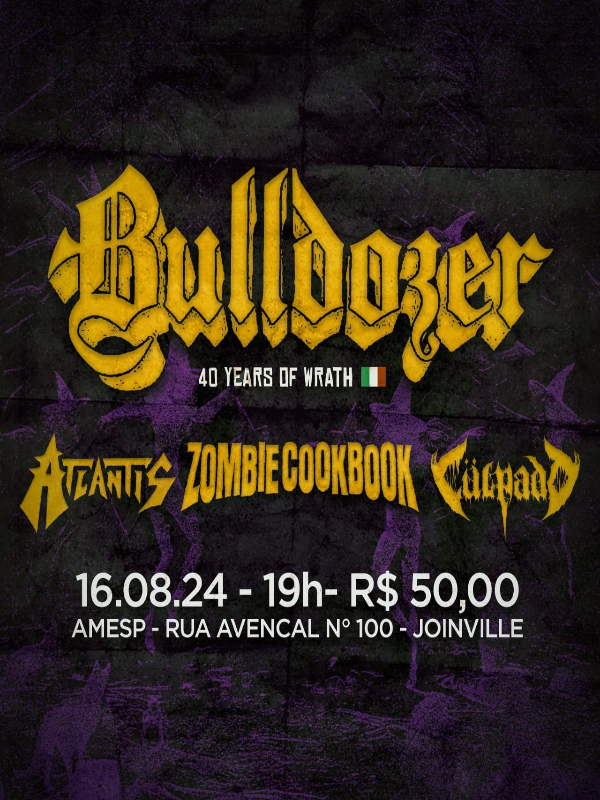 Bulldozer
40 YEARS OF WRATH
ATLANTIS ZOMBIE COOKBOOK Cülpado
16.08.24 - 19h- R$ 50,00
AMESP - RUA AVENCAL Nº 100 - JOINVILLE